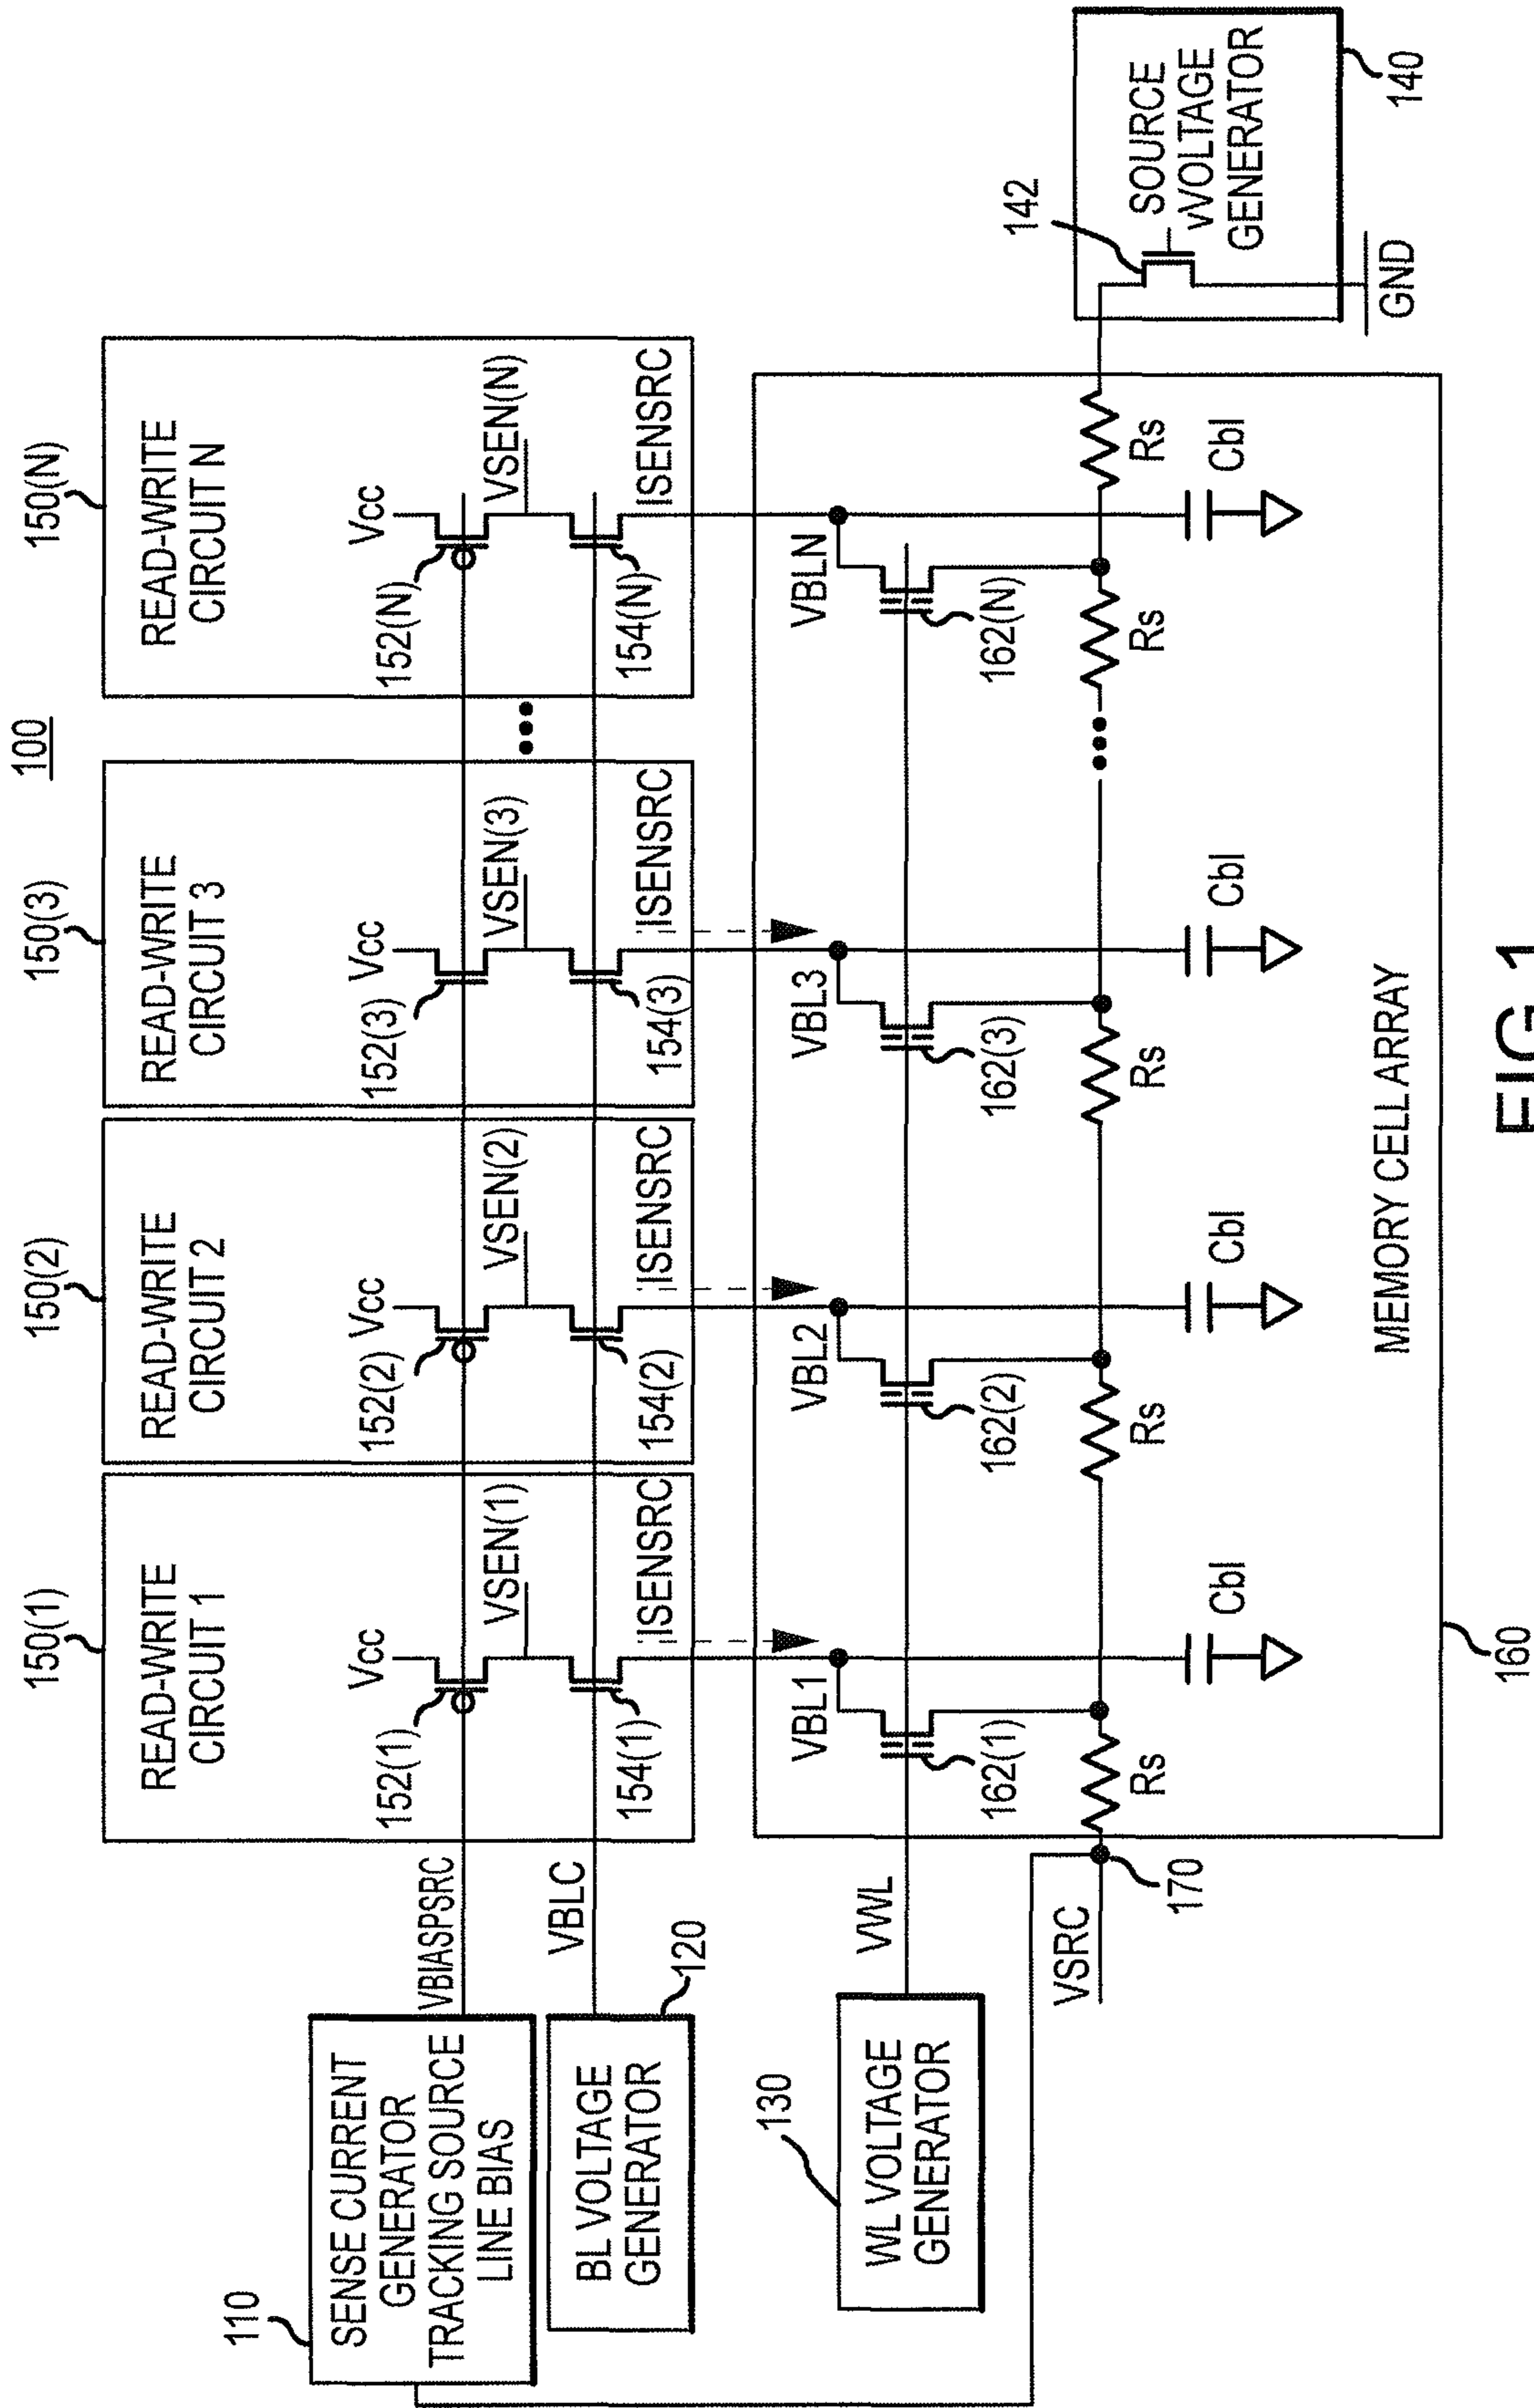 100
150(1)
READ-WRITE
CIRCUIT 1
Vcc
152(1)
VSEN(1)
154(1)
ISENSRC
150(2)
READ-WRITE
CIRCUIT 2
Vcc
152(2)
VSEN(2)
154(2)
ISENSRC
150(3)
READ-WRITE
CIRCUIT 3
Vcc
152(3)
VSEN(3)
154(3)
ISENSRC
150(N)
READ-WRITE
CIRCUIT N
Vcc
152(N)
VSEN(N)
154(N)
ISENSRC
110
SENSE CURRENT
GENERATOR
TRACKING SOURCE
LINE BIAS
VBIASPSRC
BL VOLTAGE
GENERATOR
VBLC
120
130
WL VOLTAGE
GENERATOR
VWL
VSRC
170
VBL1
162(1)
Rs
Cbl
VBL2
162(2)
Rs
Cbl
VBL3
162(3)
Rs
Cbl
VBLN
162(N)
Rs
Rs
Cbl
MEMORY CELL ARRAY
160
142
SOURCE
vVOLTAGE
GENERATOR
GND
140
FIG. 1